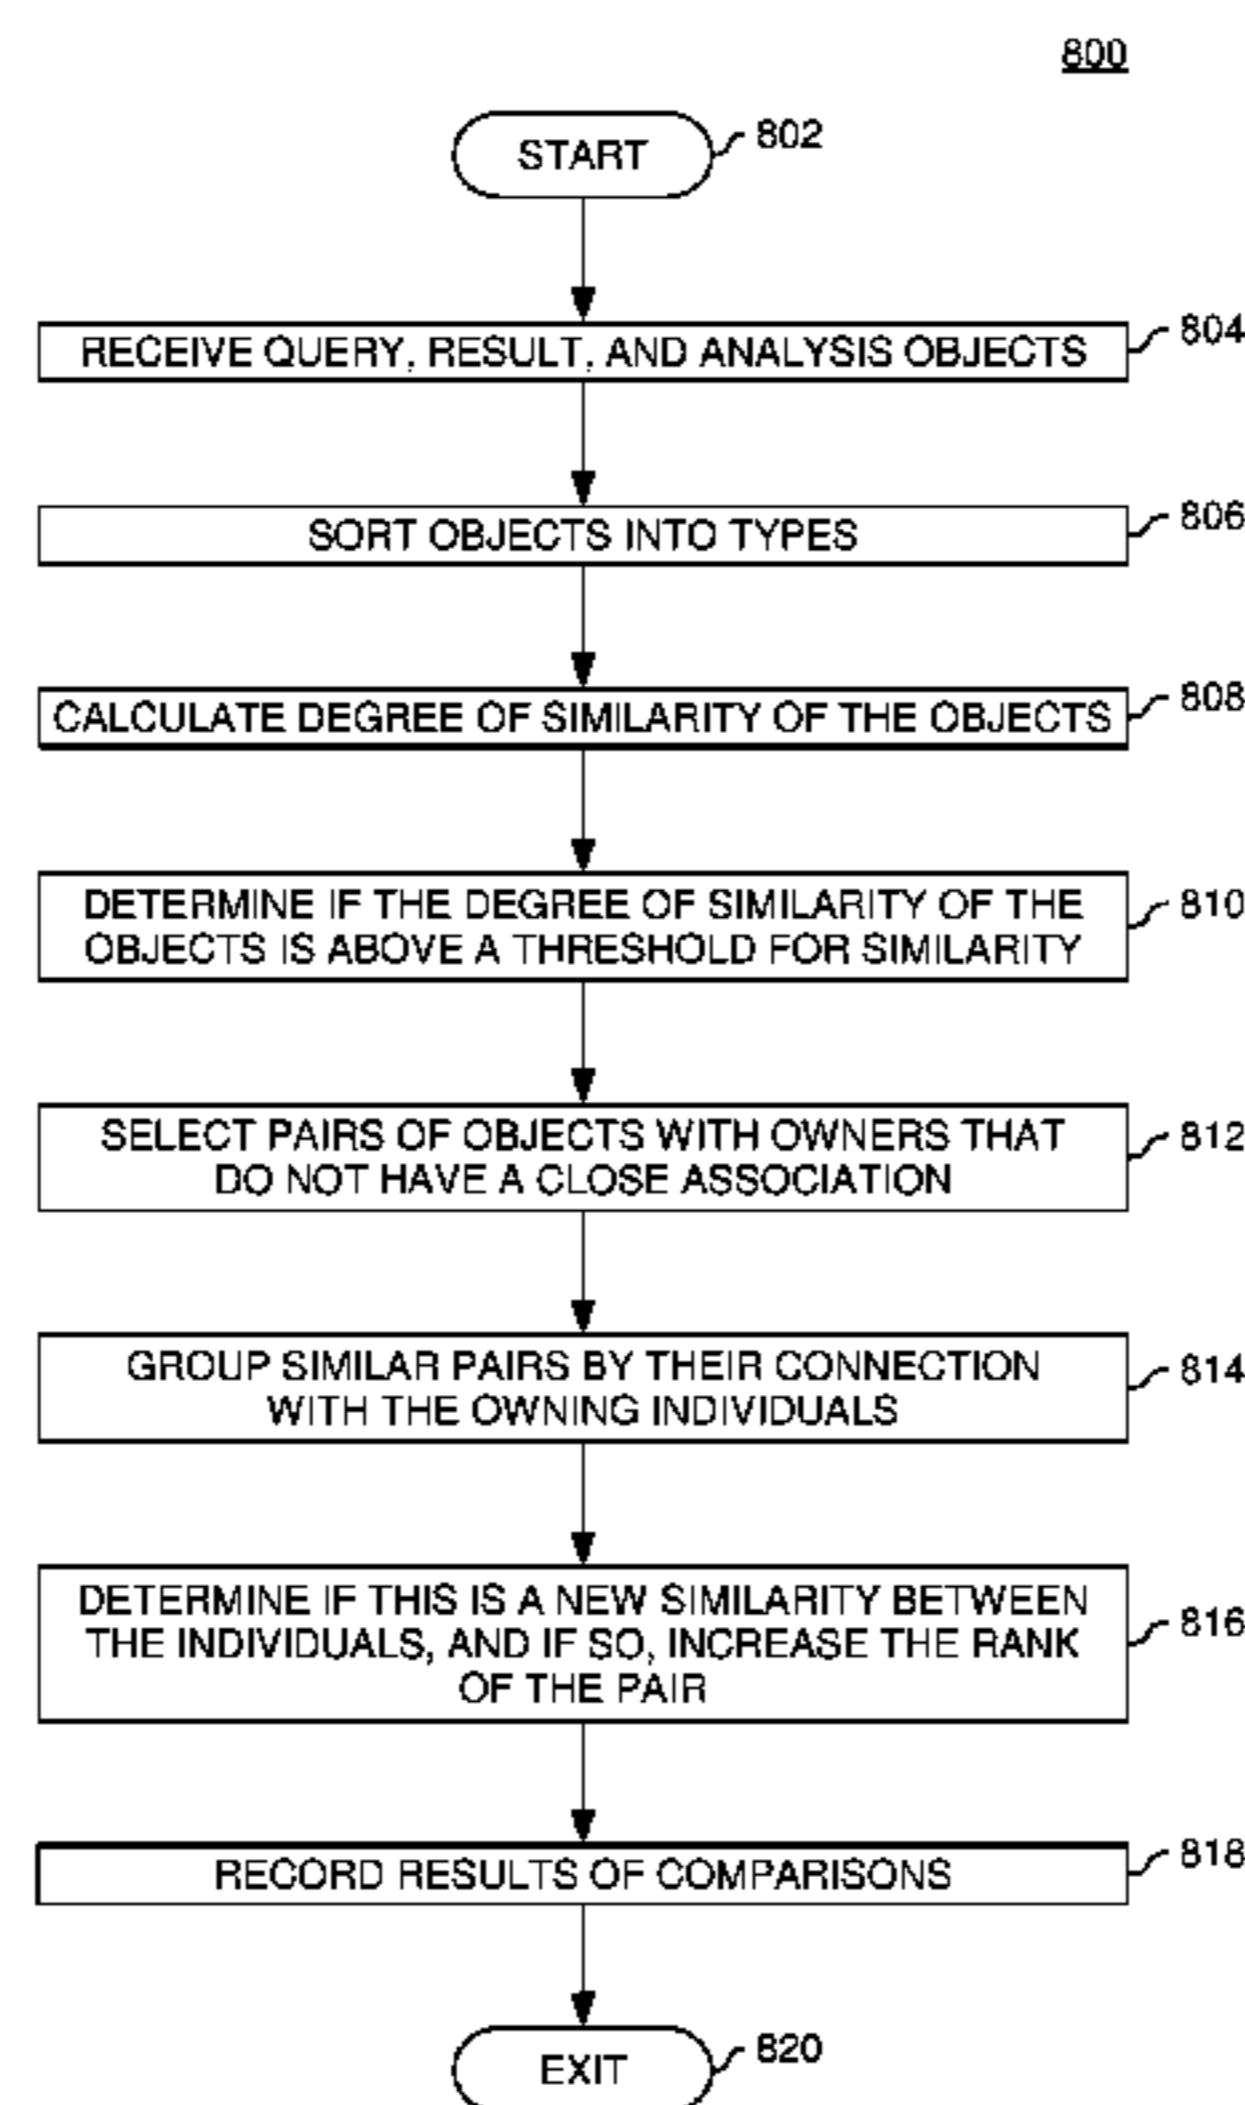 800
START
802
RECEIVE QUERY, RESULT, AND ANALYSIS OBJECTS
804
SORT OBJECTS INTO TYPES
806
CALCULATE DEGREE OF SIMILARITY OF THE OBJECTS
808
DETERMINE IF THE DEGREE OF SIMILARITY OF THE
OBJECTS IS ABOVE A THRESHOLD FOR SIMILARITY
810
SELECT PAIRS OF OBJECTS WITH OWNERS THAT
DO NOT HAVE A CLOSE ASSOCIATION
812
GROUP SIMILAR PAIRS BY THEIR CONNECTION
WITH THE OWNING INDIVIDUALS
814
DETERMINE IF THIS IS A NEW SIMILARITY BETWEEN
THE INDIVIDUALS, AND IF SO, INCREASE THE RANK
OF THE PAIR
816
RECORD RESULTS OF COMPARISONS
818
EXIT
820